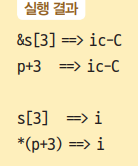 실행 결과
&s[3] ==> ic-C
p+3 ==> ic-C
s[3] ==> i
*(p+3) ==> i